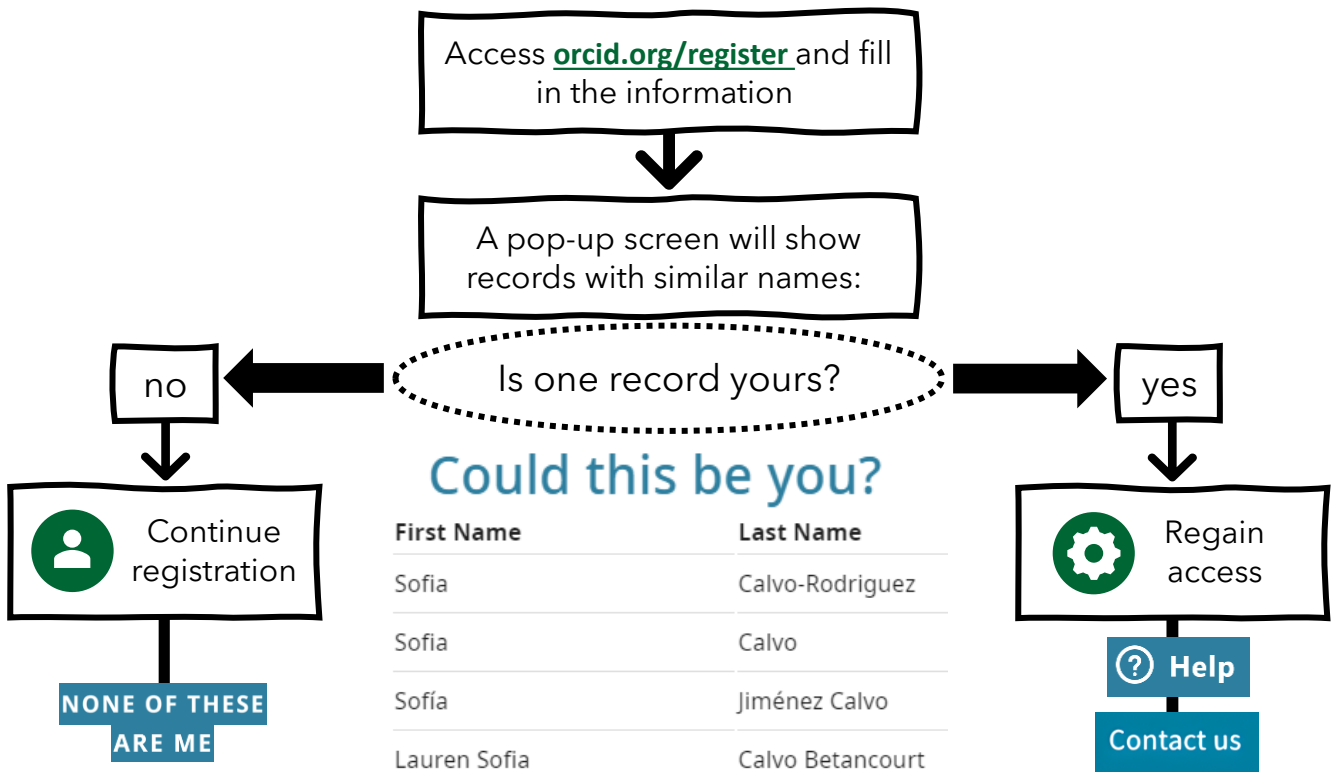 Access orcid.org/register and fill
in the information
A pop-up screen will show
records with similar names:
Is one record yours?
no
yes
Continue
registration
NONE OF THESE
ARE ME
Could this be you?
First Name Last Name
Sofia Calvo-Rodriguez
Sofia Calvo
Sofía Jiménez Calvo
Lauren Sofia Calvo Betancourt
Regain
access
? Help
Contact us